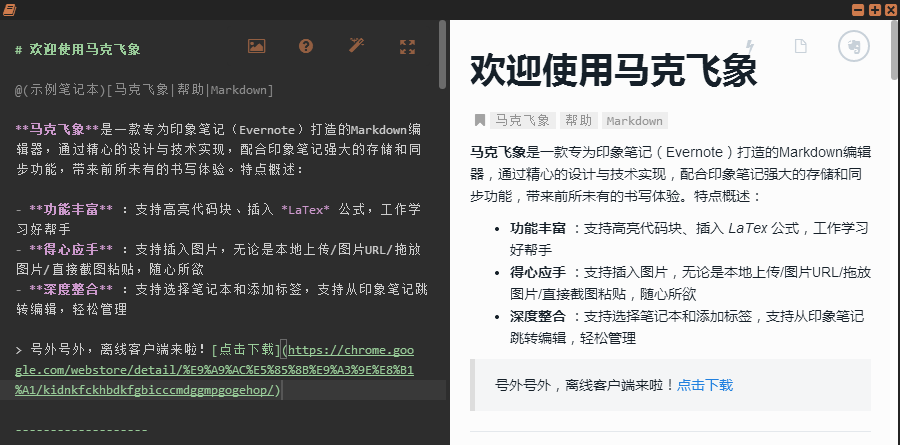 # 欢迎使用马克飞象
@(示例笔记本)[马克飞象|帮助|Markdown]
**马克飞象**是一款专为印象笔记（Evernote）打造的Markdown编
辑器，通过精心的设计与技术实现，配合印象笔记强大的存储和同
步功能，带来前所未有的书写体验。特点概述：
- **功能丰富** ：支持高亮代码块、插入 *LaTex* 公式，工作学
习好帮手
- **得心应手** ：支持插入图片，无论是本地上传/图片URL/拖放
图片/直接截图粘贴，随心所欲
- **深度整合** ：支持选择笔记本和添加标签，支持从印象笔记跳
转编辑，轻松管理
> 号外号外，离线客户端来啦！[点击下载](https://chrome.goo
gle.com/webstore/detail/%E9%A9%AC%E5%85%8B%E9%A3%9E%E8%B1
%A1/kidnkfckhbdkfgbicccmdggmpgogehop/)
-------------------
欢迎使用马克飞象
马克飞象 帮助 Markdown
马克飞象是一款专为印象笔记（Evernote）打造的Markdown编辑
器，通过精心的设计与技术实现，配合印象笔记强大的存储和同
步功能，带来前所未有的书写体验。特点概述：
• 功能丰富 ：支持高亮代码块、插入 LaTex 公式，工作学习
好帮手
• 得心应手 ：支持插入图片，无论是本地上传/图片URL/拖放
图片/直接截图粘贴，随心所欲
• 深度整合 ：支持选择笔记本和添加标签，支持从印象笔记
跳转编辑，轻松管理
号外号外，离线客户端来啦！点击下载